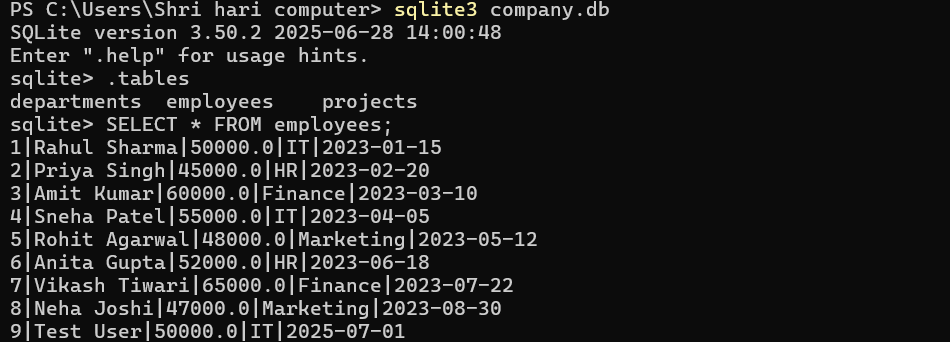 PS C:\Users\Shri hari computer> sqlite3 company.db
SQLite version 3.50.2 2025-06-28 14:00:48
Enter ".help" for usage hints.
sqlite> .tables
departments  employees    projects
sqlite> SELECT * FROM employees;
1|Rahul Sharma|50000.0|IT|2023-01-15
2|Priya Singh|45000.0|HR|2023-02-20
3|Amit Kumar|60000.0|Finance|2023-03-10
4|Sneha Patel|55000.0|IT|2023-04-05
5|Rohit Agarwal|48000.0|Marketing|2023-05-12
6|Anita Gupta|52000.0|HR|2023-06-18
7|Vikash Tiwari|65000.0|Finance|2023-07-22
8|Neha Joshi|47000.0|Marketing|2023-08-30
9|Test User|50000.0|IT|2025-07-01